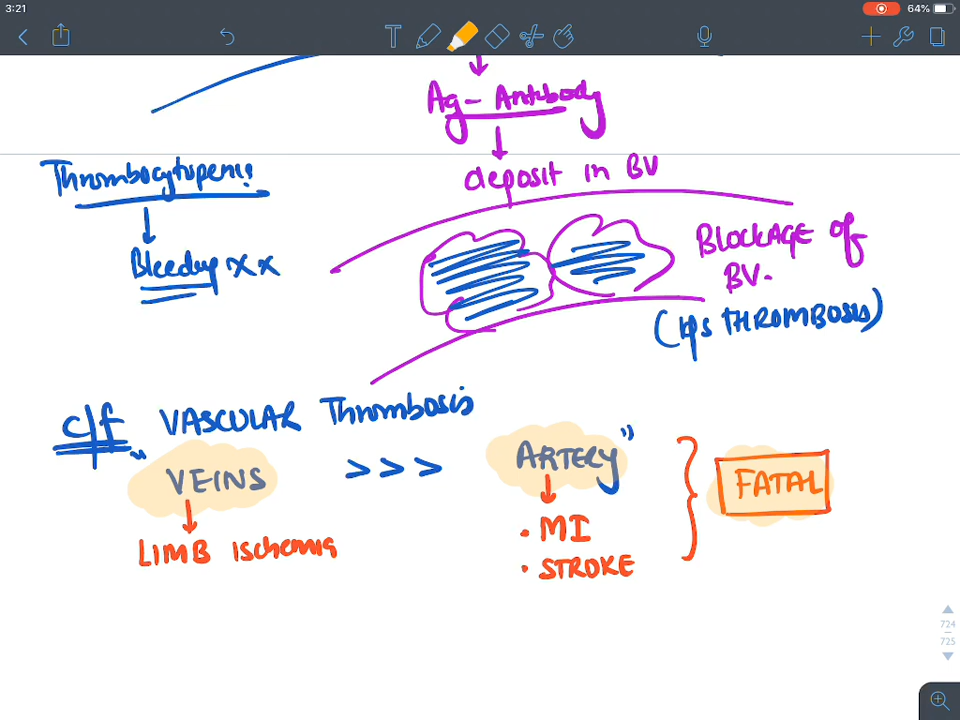 3:21
64%
T
Ag - Antibody
deposit in BV
Thrombocytopenia
Bleeding xx
BLOCKAGE of
BV.
(↑↑s THROMBOSIS)
c/f VASCULAR Thrombosis
VEINS >>> ARTERY"
FATAL
LIMB ischemia
• MI
• STROKE
724
725